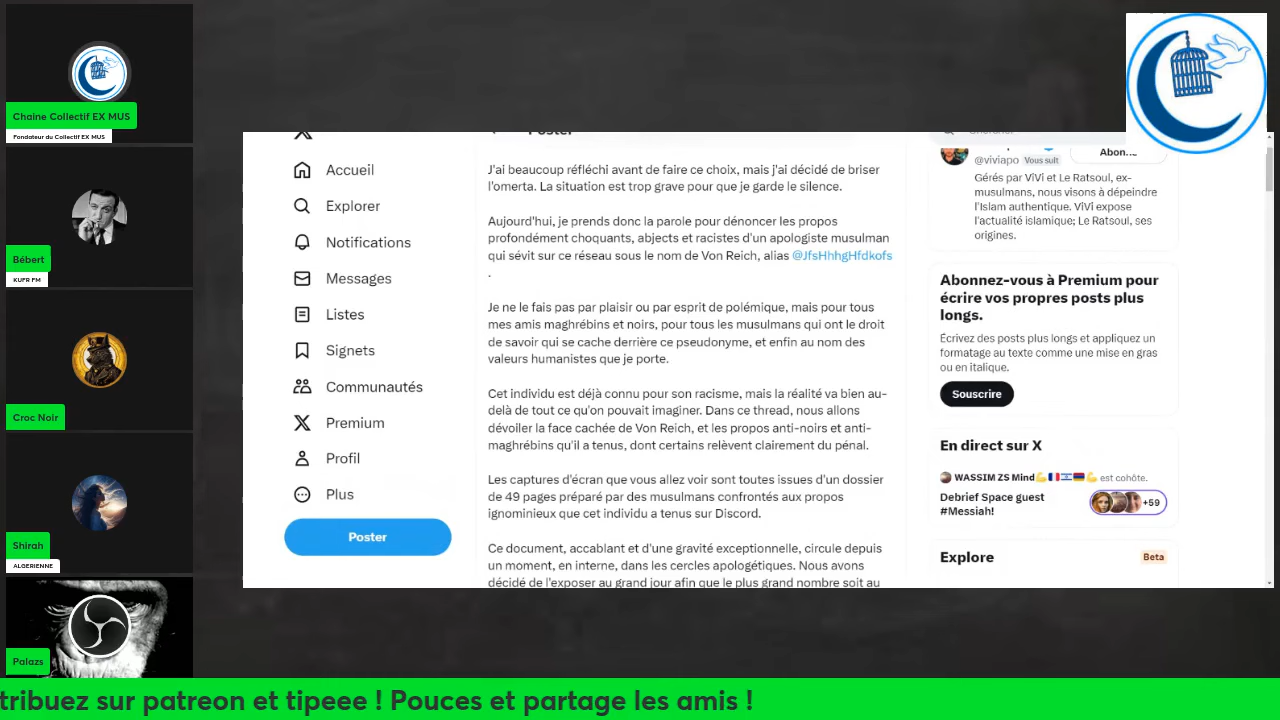 Chaine Collectif EX MUS
Fondateur du Collectif EX MUS
Bébert
KUFR FM
Croc Noir
Shirah
ALGERIENNE
Palazs
Accueil
Explorer
Notifications
Messages
Listes
Signets
Communautés
Premium
Profil
Plus
Poster
Poster
J'ai beaucoup réfléchi avant de faire ce choix, mais j'ai décidé de briser
l'omerta. La situation est trop grave pour que je garde le silence.
Aujourd'hui, je prends donc la parole pour dénoncer les propos
profondément choquants, abjects et racistes d'un apologiste musulman
qui sévit sur ce réseau sous le nom de Von Reich, alias @JfsHhhgHfdkofs
.
Je ne le fais pas par plaisir ou par esprit de polémique, mais pour tous
mes amis maghrébins et noirs, pour tous les musulmans qui ont le droit
de savoir qui se cache derrière ce pseudonyme, et enfin au nom des
valeurs humanistes que je porte.
Cet individu est déjà connu pour son racisme, mais la réalité va bien au-
delà de tout ce qu'on pouvait imaginer. Dans ce thread, nous allons
dévoiler la face cachée de Von Reich, et les propos anti-noirs et anti-
maghrébins qu'il a tenus, dont certains relèvent clairement du pénal.
Les captures d'écran que vous allez voir sont toutes issues d'un dossier
de 49 pages préparé par des musulmans confrontés aux propos
ignominieux que cet individu a tenus sur Discord.
Ce document, accablant et d'une gravité exceptionnelle, circule depuis
un moment, en interne, dans les cercles apologétiques. Nous avons
décidé de l'exposer au grand jour afin que le plus grand nombre soit au
@viviapo Vous suit
Gérés par ViVi et Le Ratsoul, ex-
musulmans, nous visons à dépeindre
l'Islam authentique. ViVi expose
l'actualité islamique; Le Ratsoul, ses
origines.
Abonnez-vous à Premium pour
écrire vos propres posts plus
longs.
Écrivez des posts plus longs et appliquez un
formatage au texte comme une mise en gras
ou en italique.
Souscrire
En direct sur X
WASSIM ZS Mind💪🇫🇷🇮🇱🇦🇲💪 est cohôte.
Debrief Space guest
#Messiah!
+59
Explore
Beta
tribuez sur patreon et tipeee ! Pouces et partage les amis !